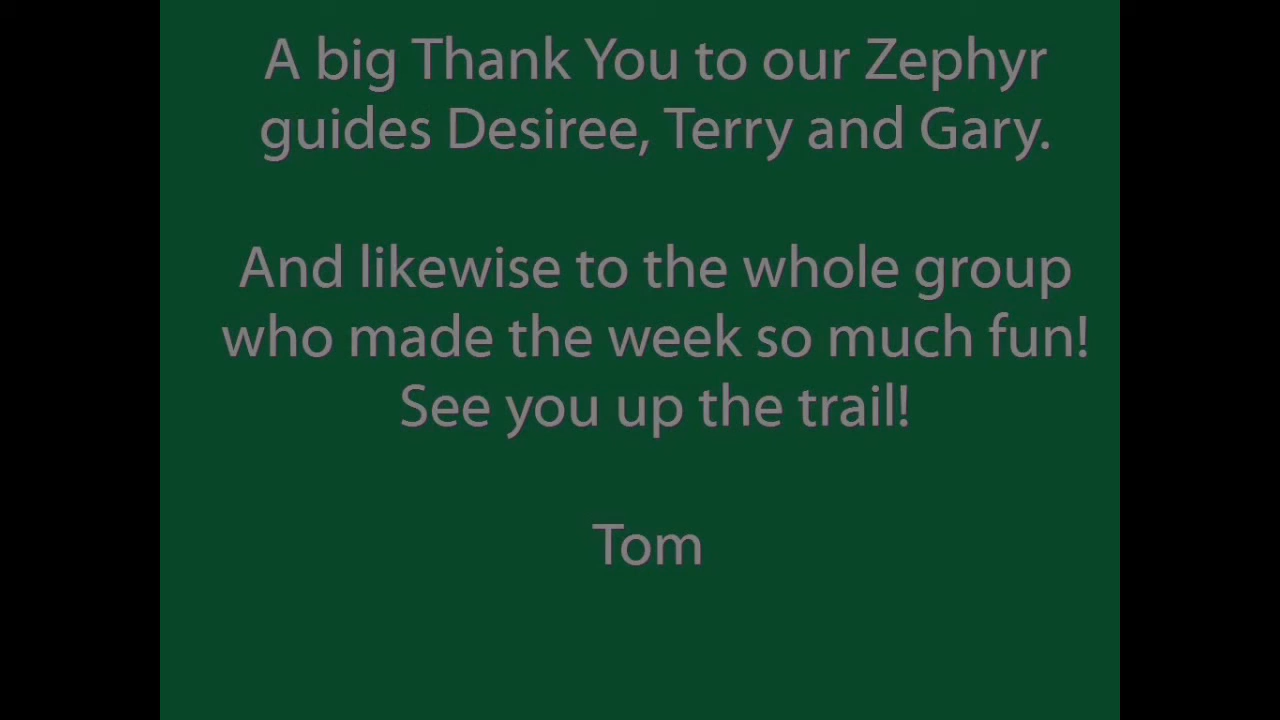 A big Thank You to our Zephyr
guides Desiree, Terry and Gary.
And likewise to the whole group
who made the week so much fun!
See you up the trail!
Tom